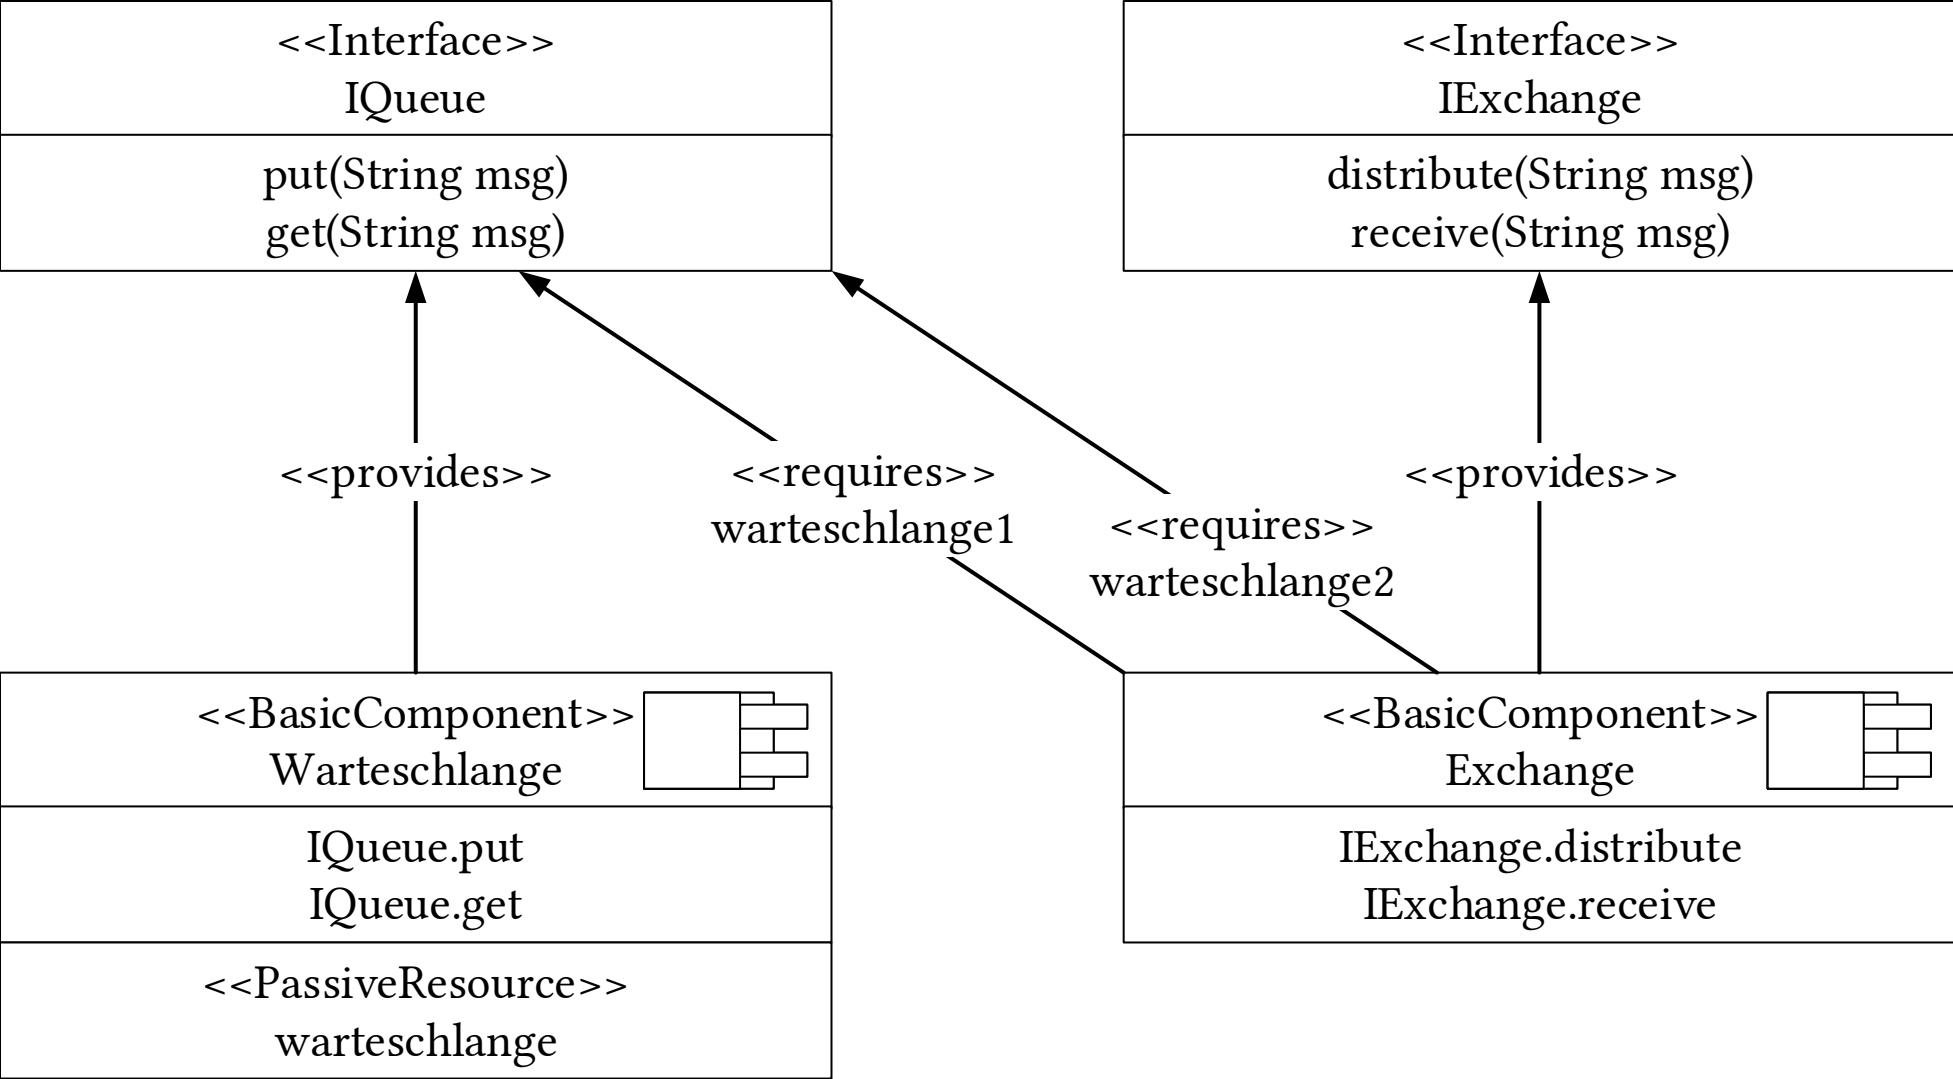 <<Interface>>
IQueue
put(String msg)
get(String msg)
<<Interface>>
IExchange
distribute(String msg)
receive(String msg)
<<provides>>
<<requires>>
warteschlange1
<<requires>>
warteschlange2
<<provides>>
<<BasicComponent>>
Warteschlange
IQueue.put
IQueue.get
<<PassiveResource>>
warteschlange
<<BasicComponent>>
Exchange
IExchange.distribute
IExchange.receive